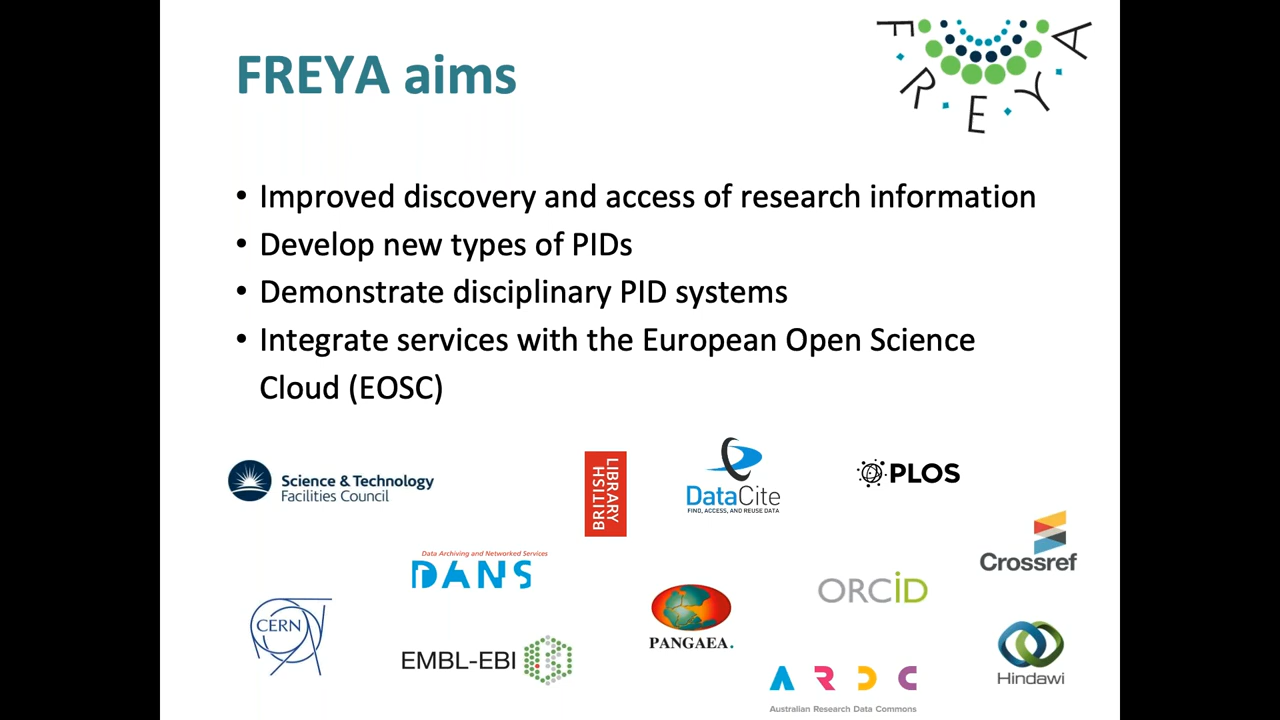 FREYA aims
FREYA
• Improved discovery and access of research information
• Develop new types of PIDs
• Demonstrate disciplinary PID systems
• Integrate services with the European Open Science
Cloud (EOSC)
Science & Technology
Facilities Council
BRITISH
LIBRARY
DataCite
FIND, ACCESS, AND REUSE DATA
PLOS
Data Archiving and Networked Services
DANS
Crossref
ORCID
CERN
PANGAEA.
EMBL-EBI
Hindawi
ARDC
Australian Research Data Commons